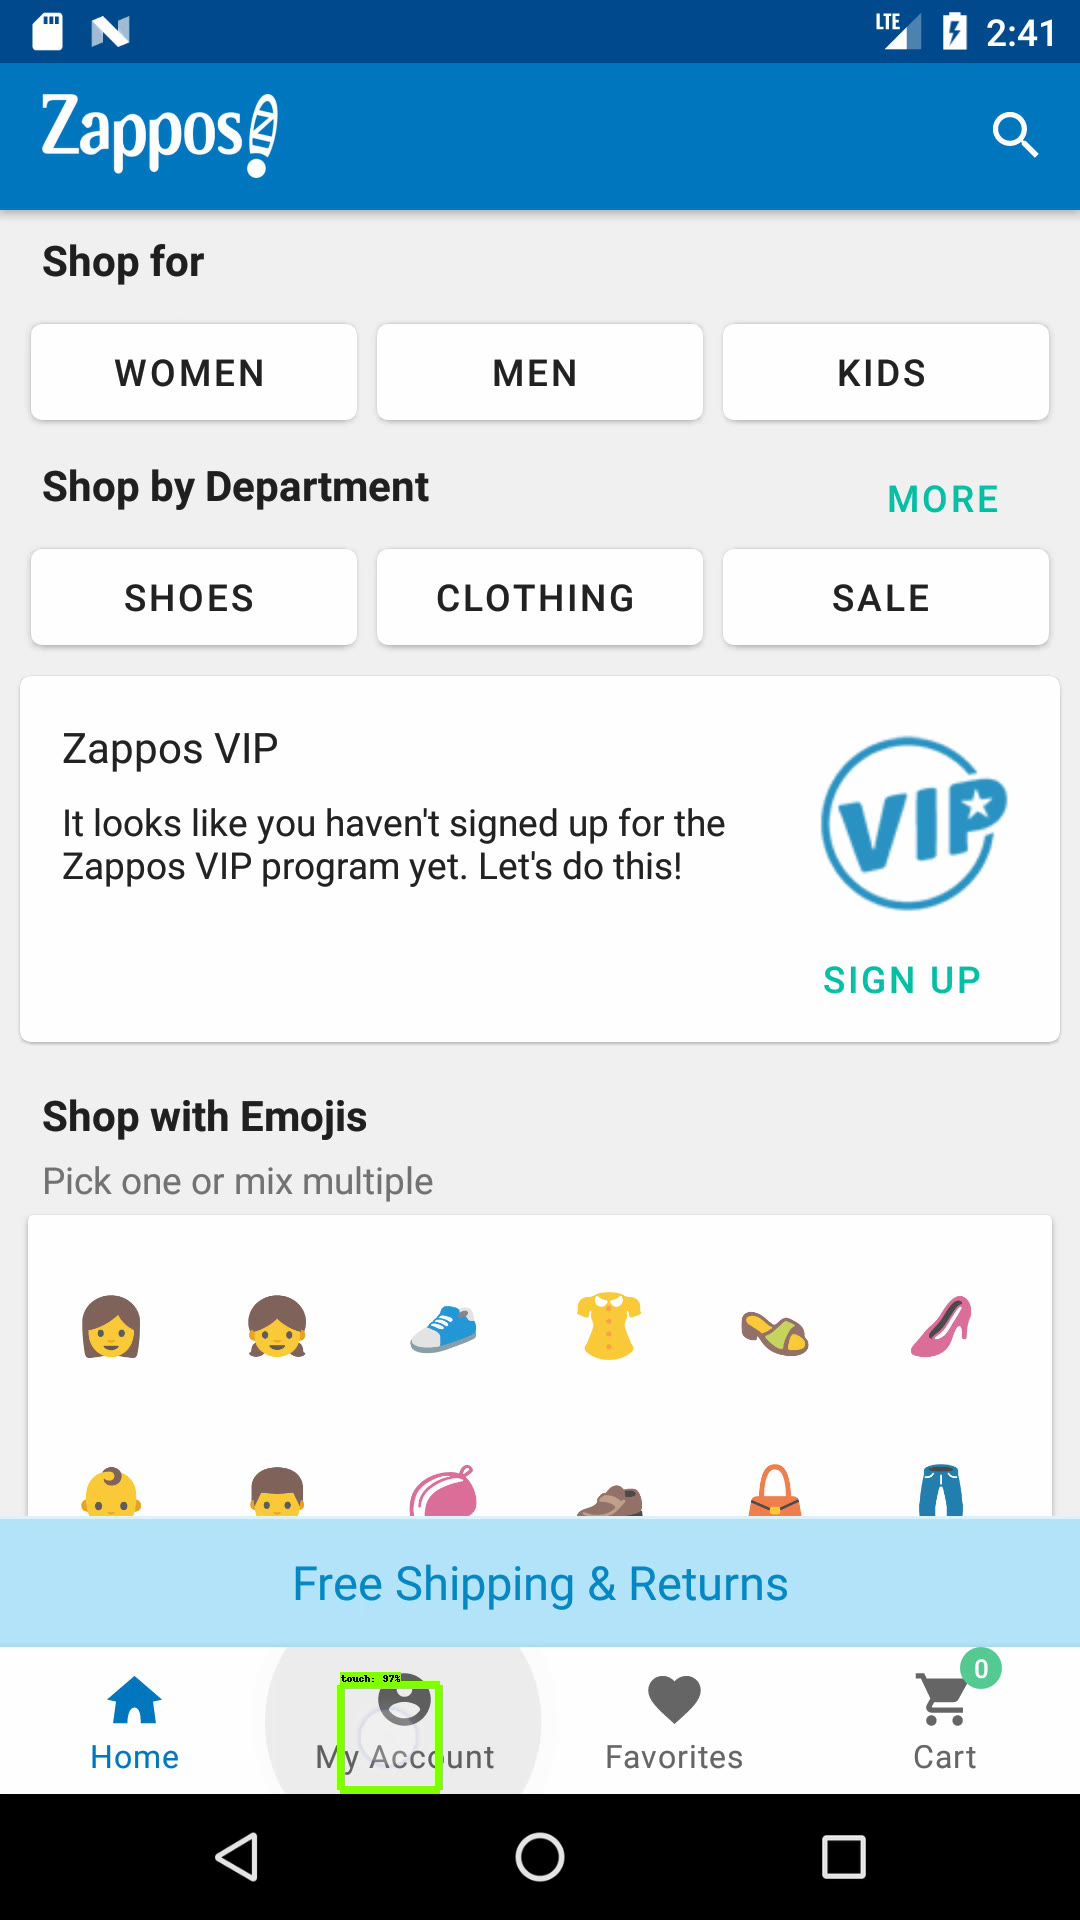 LTE 2:41
Zappos
Shop for
WOMEN MEN KIDS
Shop by Department MORE
SHOES CLOTHING SALE
Zappos VIP
It looks like you haven't signed up for the
Zappos VIP program yet. Let's do this!
VIP
SIGN UP
Shop with Emojis
Pick one or mix multiple
Free Shipping & Returns
touch: 97%
0
Home My Account Favorites Cart